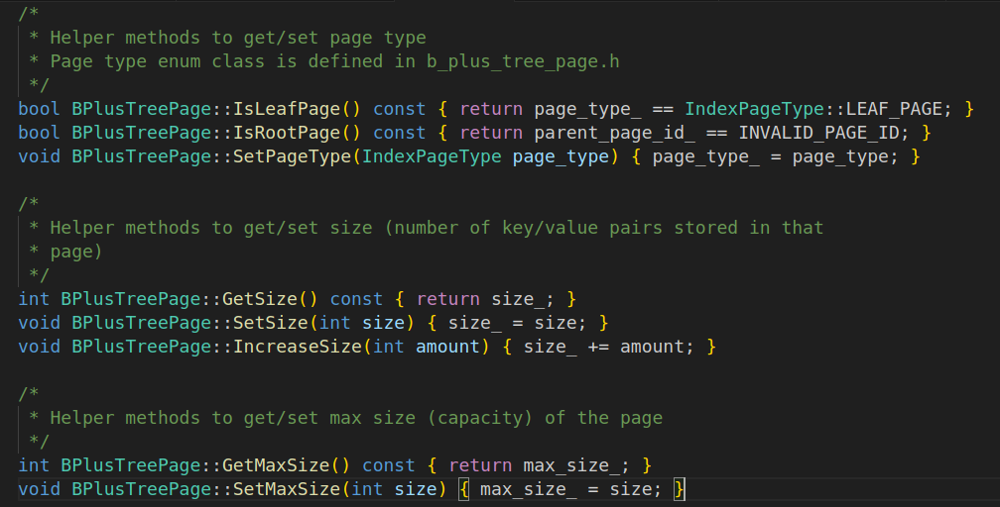 /*
 * Helper methods to get/set page type
 * Page type enum class is defined in b_plus_tree_page.h
 */
bool BPlusTreePage::IsLeafPage() const { return page_type_ == IndexPageType::LEAF_PAGE; }
bool BPlusTreePage::IsRootPage() const { return parent_page_id_ == INVALID_PAGE_ID; }
void BPlusTreePage::SetPageType(IndexPageType page_type) { page_type_ = page_type; }

/*
 * Helper methods to get/set size (number of key/value pairs stored in that
 * page)
 */
int BPlusTreePage::GetSize() const { return size_; }
void BPlusTreePage::SetSize(int size) { size_ = size; }
void BPlusTreePage::IncreaseSize(int amount) { size_ += amount; }

/*
 * Helper methods to get/set max size (capacity) of the page
 */
int BPlusTreePage::GetMaxSize() const { return max_size_; }
void BPlusTreePage::SetMaxSize(int size) { max_size_ = size; }